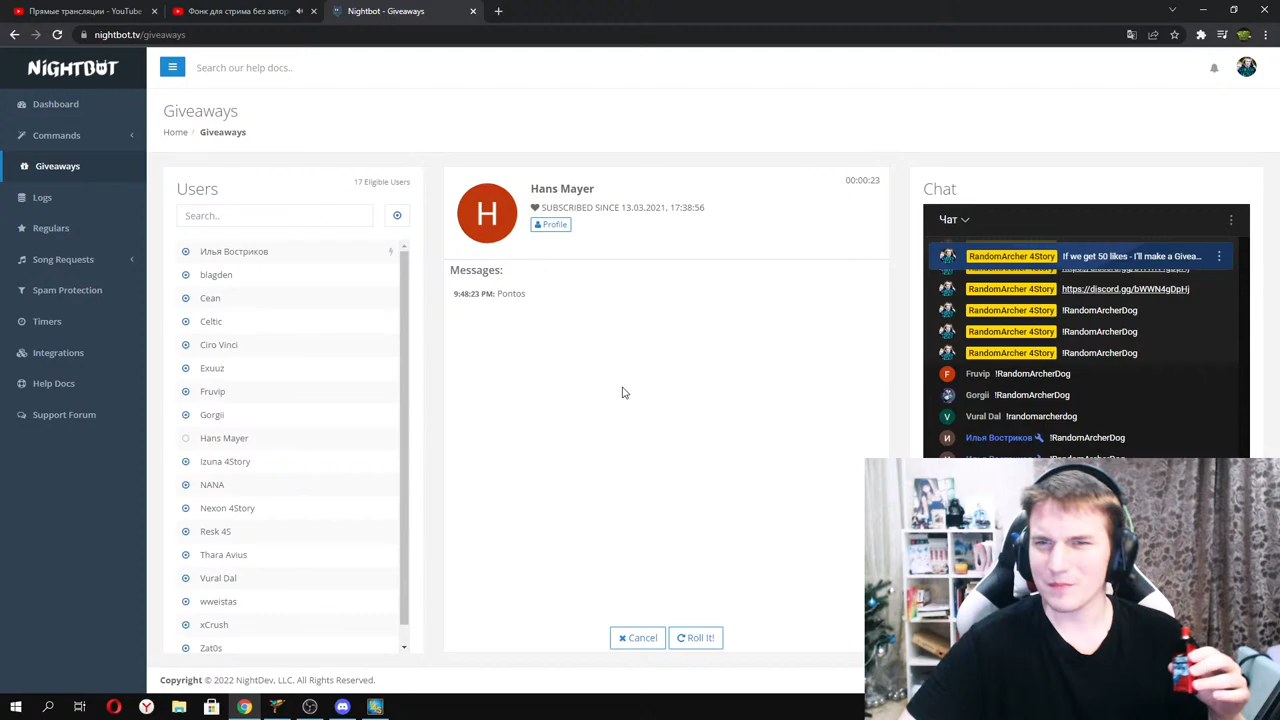 Прямые трансляции - YouTube
Фонк для стрима без автор
Nightbot - Giveaways
nightbot.tv/giveaways
NiGHTBOT
Search our help docs..
Dashboard
Commands
Giveaways
Logs
Regulars
Song Requests
Spam Protection
Timers
Integrations
Help Docs
Support Forum
Giveaways
Home / Giveaways
Users
17 Eligible Users
Search..
Илья Востриков
blagden
Cean
Celtic
Ciro Vinci
Exuuz
Fruvip
Gorgii
Hans Mayer
Izuna 4Story
NANA
Nexon 4Story
Resk 4S
Thara Avius
Vural Dal
wweistas
xCrush
Zat0s
H
Hans Mayer
00:00:23
SUBSCRIBED SINCE 13.03.2021, 17:38:56
Profile
Messages:
9:48:23 PM: Pontos
Cancel
Roll It!
Chat
Чат
RandomArcher 4Story If we get 50 likes - I'll make a Givea...
RandomArcher 4Story https://discord.gg/bWWN4gDpHj
RandomArcher 4Story !RandomArcherDog
RandomArcher 4Story !RandomArcherDog
RandomArcher 4Story !RandomArcherDog
F Fruvip !RandomArcherDog
Gorgii !RandomArcherDog
V Vural Dal !randomarcherdog
И Илья Востриков !RandomArcherDog
Copyright © 2022 NightDev, LLC. All Rights Reserved.